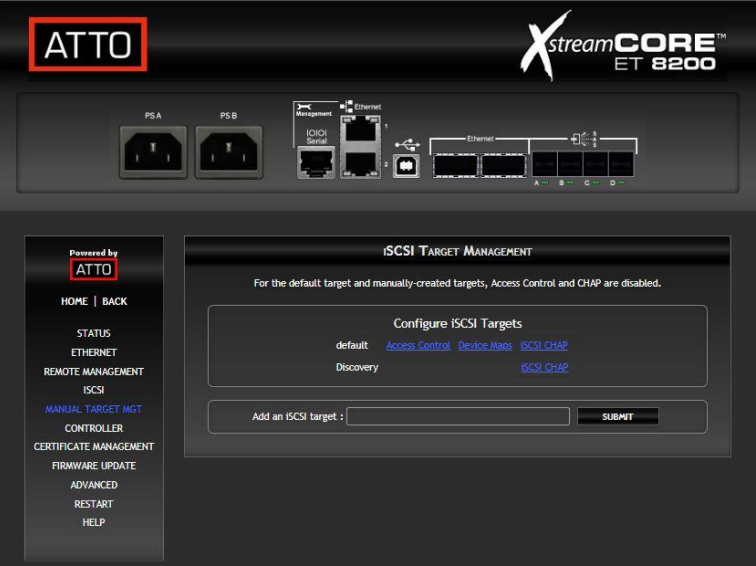 ATTO
XstreamCORE™
ET 8200
PS A
PS B
Management
Ethernet
1
IOIOI
Serial
2
Ethernet
S
A
S
A
B
C
D
Powered by
ATTO
HOME | BACK
STATUS
ETHERNET
REMOTE MANAGEMENT
ISCSI
MANUAL TARGET MGT
CONTROLLER
CERTIFICATE MANAGEMENT
FIRMWARE UPDATE
ADVANCED
RESTART
HELP
iSCSI Target Management
For the default target and manually-created targets, Access Control and CHAP are disabled.
Configure iSCSI Targets
default Access Control Device Maps iSCSI CHAP
Discovery iSCSI CHAP
Add an iSCSI target : SUBMIT